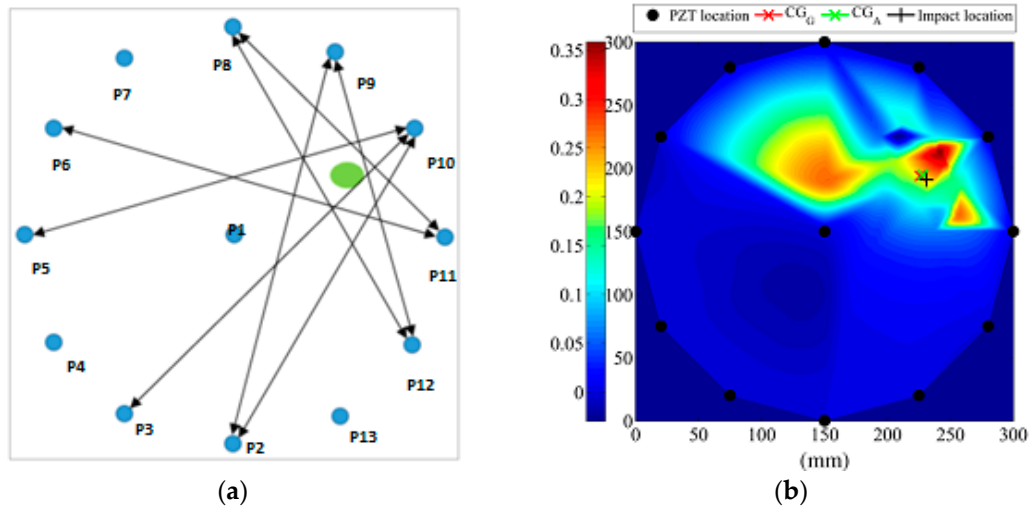 P8
P9
P7
P6
P10
P1
P5
P11
P4
P12
P3
P2
P13
(a)
PZT location CG_G CG_A Impact location
0.35
0.3
0.25
0.2
0.15
0.1
0.05
0
300
250
200
150
100
50
0
0 50 100 150 200 250 300
(mm)
(b)